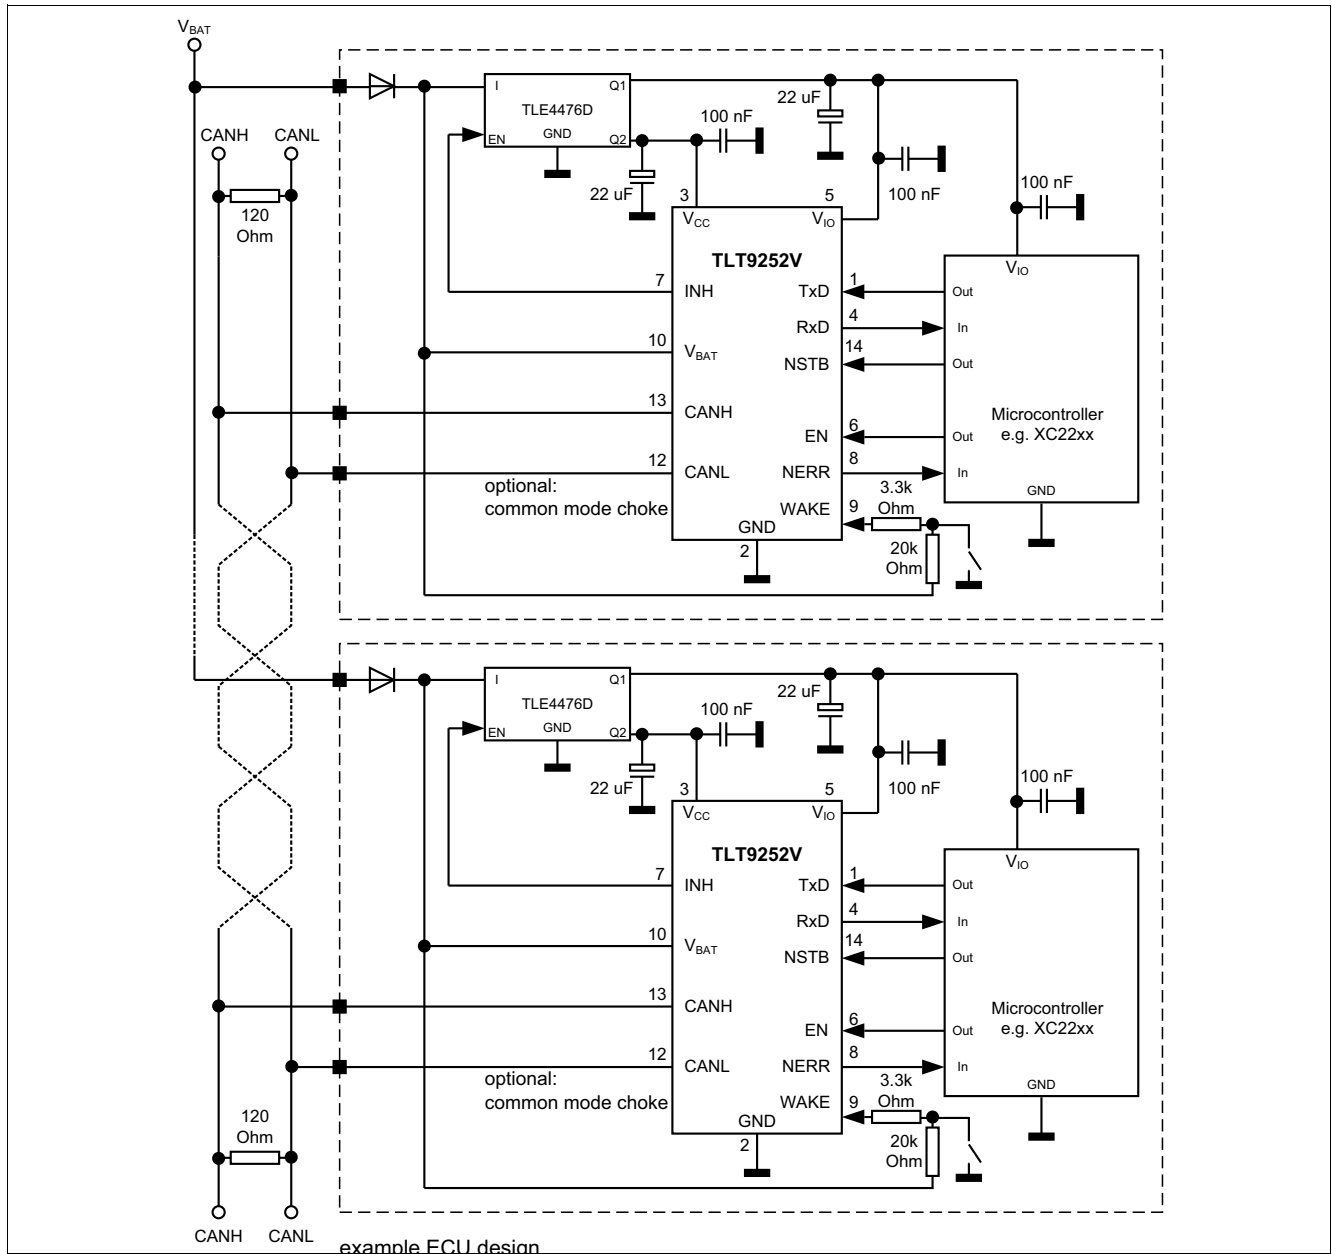 VBAT
CANH CANL
120
Ohm
I
Q1
TLE4476D
EN
GND
Q2
22 uF
100 nF
22 uF
100 nF
100 nF
3
5
VCC
VIO
TLT9252V
7
INH
TxD
1
10
VBAT
RxD
4
NSTB
14
13
CANH
EN
6
12
CANL
NERR
8
WAKE
9
GND
2
optional:
common mode choke
3.3k
Ohm
20k
Ohm
VIO
Out
In
Out
Out
In
Microcontroller
e.g. XC22xx
GND
I
Q1
TLE4476D
EN
GND
Q2
22 uF
100 nF
22 uF
100 nF
100 nF
3
5
VCC
VIO
TLT9252V
7
INH
TxD
1
10
VBAT
RxD
4
NSTB
14
13
CANH
EN
6
12
CANL
NERR
8
WAKE
9
GND
2
optional:
common mode choke
3.3k
Ohm
20k
Ohm
VIO
Out
In
Out
Out
In
Microcontroller
e.g. XC22xx
GND
120
Ohm
CANH CANL
example ECU design